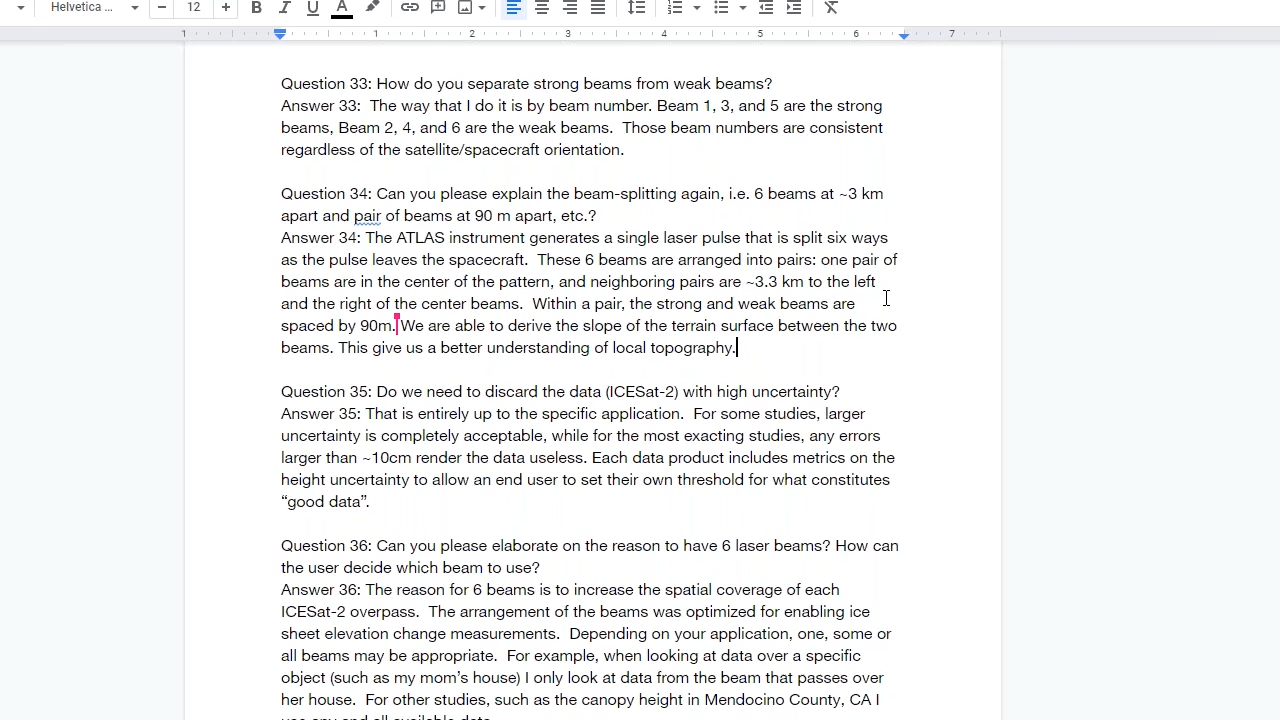 Helvetica ...
12
B I U A
1 1 2 3 4 5 6 7
Question 33: How do you separate strong beams from weak beams?
Answer 33:  The way that I do it is by beam number. Beam 1, 3, and 5 are the strong
beams, Beam 2, 4, and 6 are the weak beams.  Those beam numbers are consistent
regardless of the satellite/spacecraft orientation.
Question 34: Can you please explain the beam-splitting again, i.e. 6 beams at ~3 km
apart and pair of beams at 90 m apart, etc.?
Answer 34: The ATLAS instrument generates a single laser pulse that is split six ways
as the pulse leaves the spacecraft.  These 6 beams are arranged into pairs: one pair of
beams are in the center of the pattern, and neighboring pairs are ~3.3 km to the left
and the right of the center beams.  Within a pair, the strong and weak beams are
spaced by 90m. We are able to derive the slope of the terrain surface between the two
beams. This give us a better understanding of local topography.
Question 35: Do we need to discard the data (ICESat-2) with high uncertainty?
Answer 35: That is entirely up to the specific application.  For some studies, larger
uncertainty is completely acceptable, while for the most exacting studies, any errors
larger than ~10cm render the data useless. Each data product includes metrics on the
height uncertainty to allow an end user to set their own threshold for what constitutes
“good data”.
Question 36: Can you please elaborate on the reason to have 6 laser beams? How can
the user decide which beam to use?
Answer 36: The reason for 6 beams is to increase the spatial coverage of each
ICESat-2 overpass.  The arrangement of the beams was optimized for enabling ice
sheet elevation change measurements.  Depending on your application, one, some or
all beams may be appropriate.  For example, when looking at data over a specific
object (such as my mom’s house) I only look at data from the beam that passes over
her house.  For other studies, such as the canopy height in Mendocino County, CA I
use any and all available data.